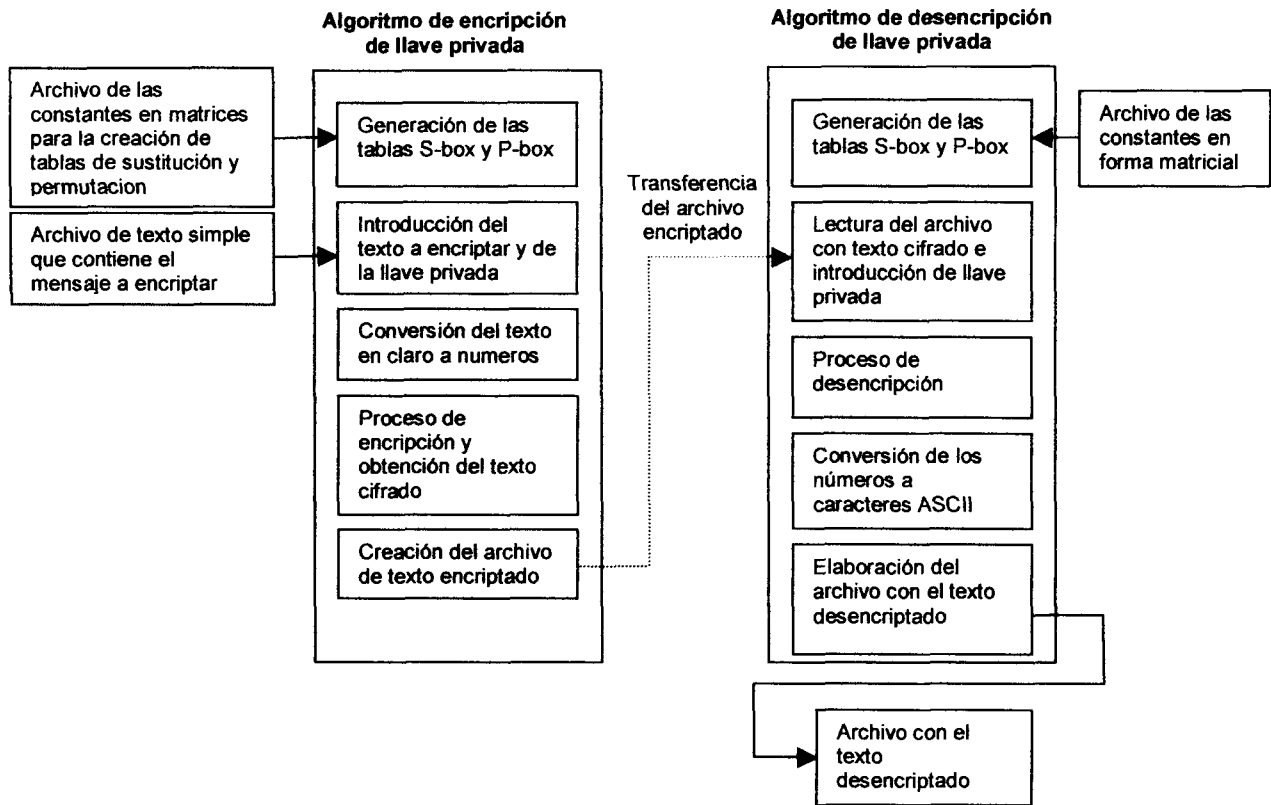 Algoritmo de encripción
de llave privada
Archivo de las
constantes en matrices
para la creación de
tablas de sustitución y
permutacion
Archivo de texto simple
que contiene el
mensaje a encriptar
Generación de las
tablas S-box y P-box
Introducción del
texto a encriptar y de
la llave privada
Conversión del texto
en claro a numeros
Proceso de
encripción y
obtención del texto
cifrado
Creación del archivo
de texto encriptado
Transferencia
del archivo
encriptado
Algoritmo de desencripción
de llave privada
Generación de las
tablas S-box y P-box
Lectura del archivo
con texto cifrado e
introducción de llave
privada
Proceso de
desencripción
Conversión de los
números a
caracteres ASCII
Elaboración del
archivo con el texto
desencriptado
Archivo de las
constantes en
forma matricial
Archivo con el
texto
desencriptado